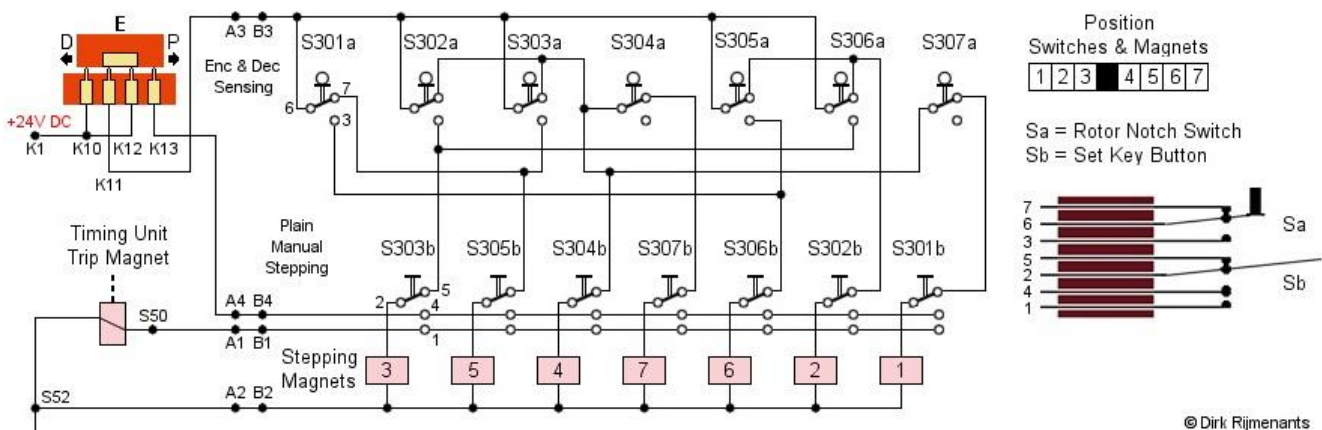 E
D P
+24V DC
K1 K10 K12 K13
K11
A3 B3
Enc & Dec
Sensing
S301a S302a S303a S304a S305a S306a S307a
6 7
3
Position
Switches & Magnets
1 2 3 4 5 6 7
Sa = Rotor Notch Switch
Sb = Set Key Button
7
6
3
5
2
4
1
Sa
Sb
Timing Unit
Trip Magnet
Plain
Manual
Stepping
S303b S305b S304b S307b S306b S302b S301b
2 5
4
1
S50
A4 B4
A1 B1
Stepping
Magnets
3 5 4 7 6 2 1
S52
A2 B2
© Dirk Rijmenants